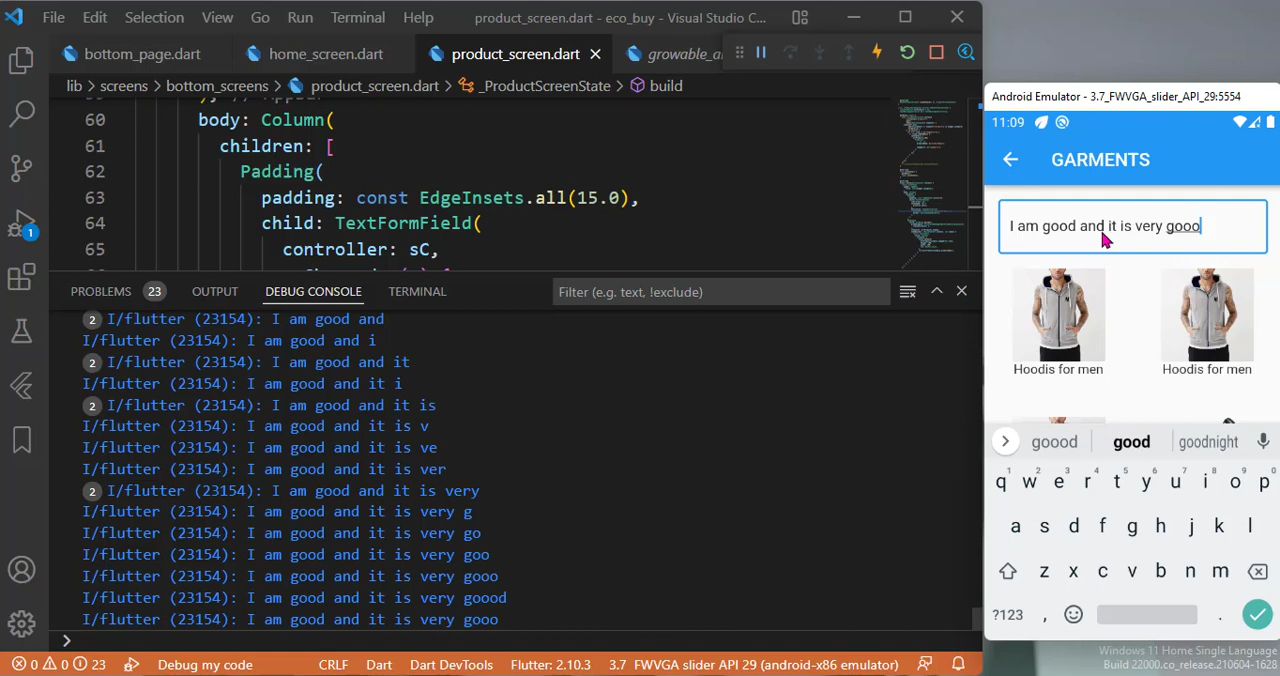 File Edit Selection View Go Run Terminal Help product_screen.dart - eco_buy - Visual Studio C...
bottom_page.dart home_screen.dart product_screen.dart growable_a
lib > screens > bottom_screens > product_screen.dart > _ProductScreenState > build
60 body: Column(
61 children: [
62 Padding(
63 padding: const EdgeInsets.all(15.0),
64 child: TextFormField(
65 controller: sC,
PROBLEMS 23 OUTPUT DEBUG CONSOLE TERMINAL Filter (e.g. text, !exclude)
2 I/flutter (23154): I am good and
I/flutter (23154): I am good and i
2 I/flutter (23154): I am good and it
I/flutter (23154): I am good and it i
2 I/flutter (23154): I am good and it is
I/flutter (23154): I am good and it is v
I/flutter (23154): I am good and it is ve
I/flutter (23154): I am good and it is ver
2 I/flutter (23154): I am good and it is very
I/flutter (23154): I am good and it is very g
I/flutter (23154): I am good and it is very go
I/flutter (23154): I am good and it is very goo
I/flutter (23154): I am good and it is very gooo
I/flutter (23154): I am good and it is very goood
I/flutter (23154): I am good and it is very gooo
>
1
0 0 23 Debug my code CRLF Dart Dart DevTools Flutter: 2.10.3 3.7 FWVGA slider API 29 (android-x86 emulator)
Android Emulator - 3.7_FWVGA_slider_API_29:5554
11:09
GARMENTS
I am good and it is very gooo
Hoodis for men Hoodis for men
goood good goodnight
1 2 3 4 5 6 7 8 9 0
q w e r t y u i o p
a s d f g h j k l
z x c v b n m
?123 , .
Windows 11 Home Single Language
Build 22000.co_release.210604-1628